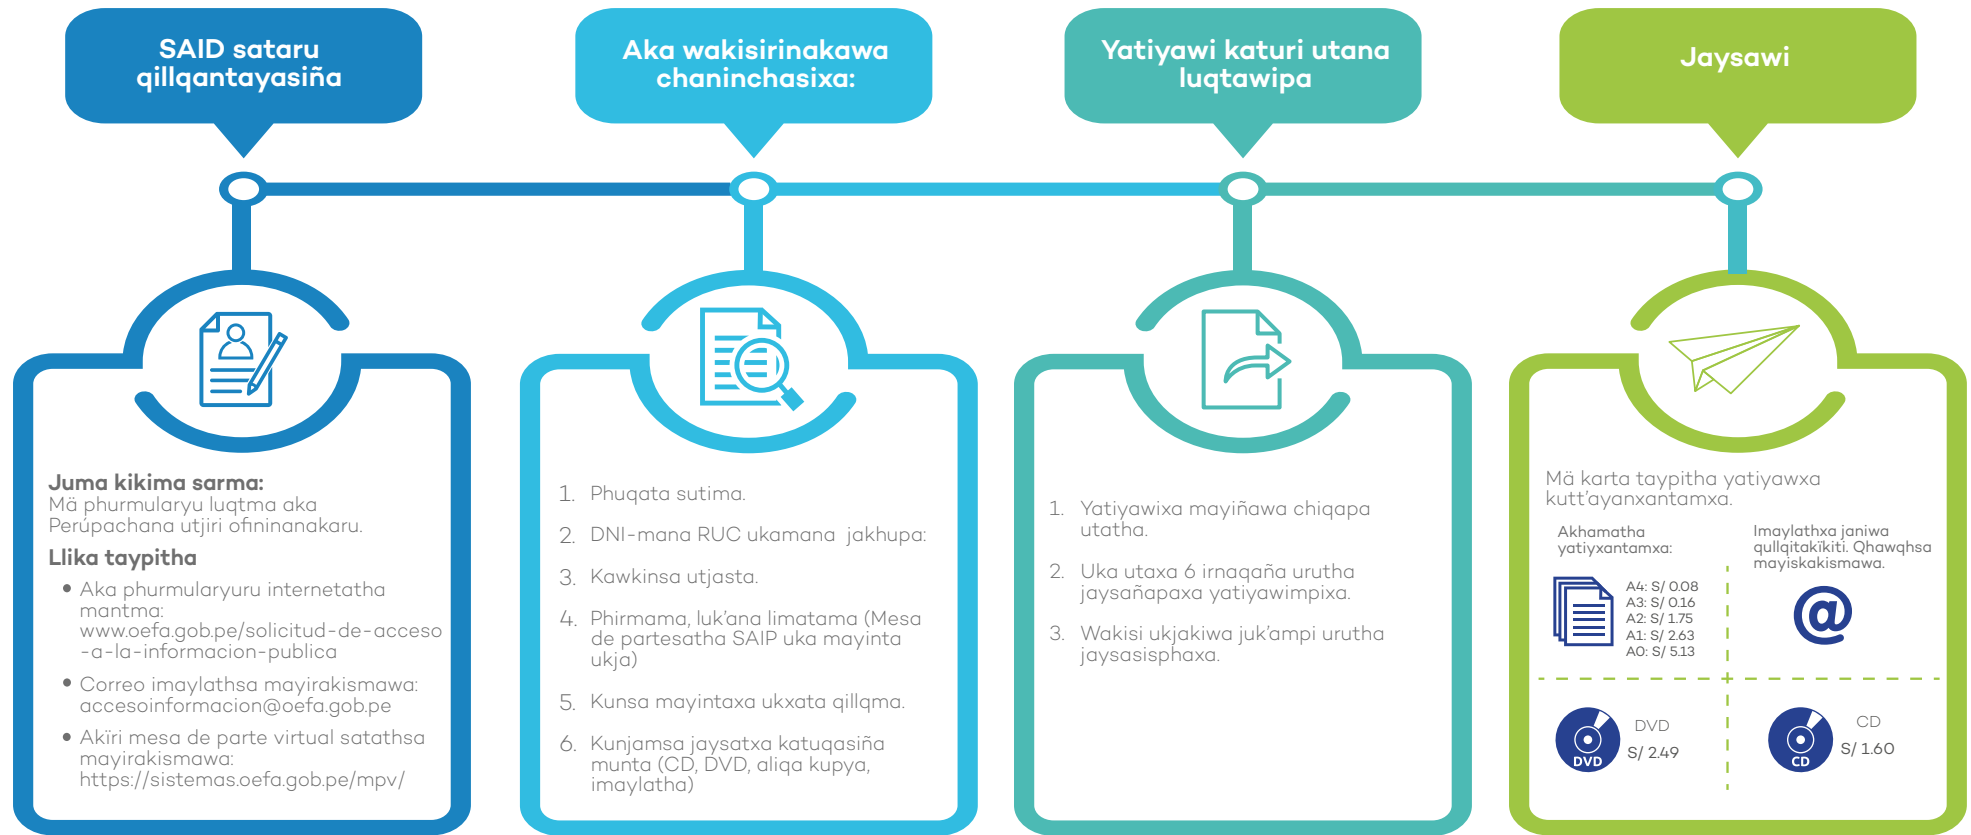 SAID sataru
qillqantayasiña
Juma kikima sarma:
Mä phurmularyu luqtma aka
Perúpachana utjiri ofininanakaru.
Llika taypitha
• Aka phurmularyuru internetatha
mantma:
www.oefa.gob.pe/solicitud-de-acceso
-a-la-informacion-publica
• Correo imaylathsa mayirakismawa:
accesoinformacion@oefa.gob.pe
• Akïri mesa de parte virtual satathsa
mayirakismawa:
https://sistemas.oefa.gob.pe/mpv/
Aka wakisirinakawa
chaninchasixa:
1. Phuqata sutima.
2. DNI-mana RUC ukamana jakhupa:
3. Kawkinsa utjasta.
4. Phirmama, luk'ana limatama (Mesa
de partesatha SAIP uka mayinta
ukja)
5. Kunsa mayintaxa ukxata qillqma.
6. Kunjamsa jaysatxa katuqasiña
munta (CD, DVD, aliqa kupya,
imaylatha)
Yatiyawi katuri utana
luqtawipa
1. Yatiyawixa mayiñawa chiqapa
utatha.
2. Uka utaxa 6 irnaqaña urutha
jaysañapaxa yatiyawimpixa.
3. Wakisi ukjakiwa juk'ampi urutha
jaysasisphaxa.
Jaysawi
Mä karta taypitha yatiyawxa
kutt'ayanxantamxa.
Akhamatha
yatiyxantamxa:
A4: S/ 0.08
A3: S/ 0.16
A2: S/ 1.75
A1: S/ 2.63
A0: S/ 5.13
Imaylathxa janiwa
qullqitakïkiti. Qhawqhsa
mayiskakismawa.
@
DVD
DVD
S/ 2.49
CD
CD
S/ 1.60